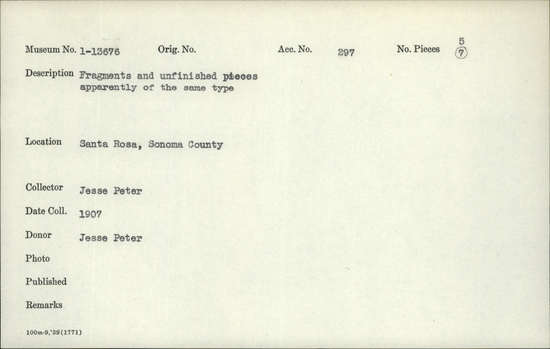 5
Museum No. 1-13676 Orig. No. Acc. No. 297 No. Pieces (7)
Description Fragments and unfinished pieces
apparently of the same type
Location Santa Rosa, Sonoma County
Collector Jesse Peter
Date Coll. 1907
Donor Jesse Peter
Photo
Published
Remarks
100m-9,'39(1771)